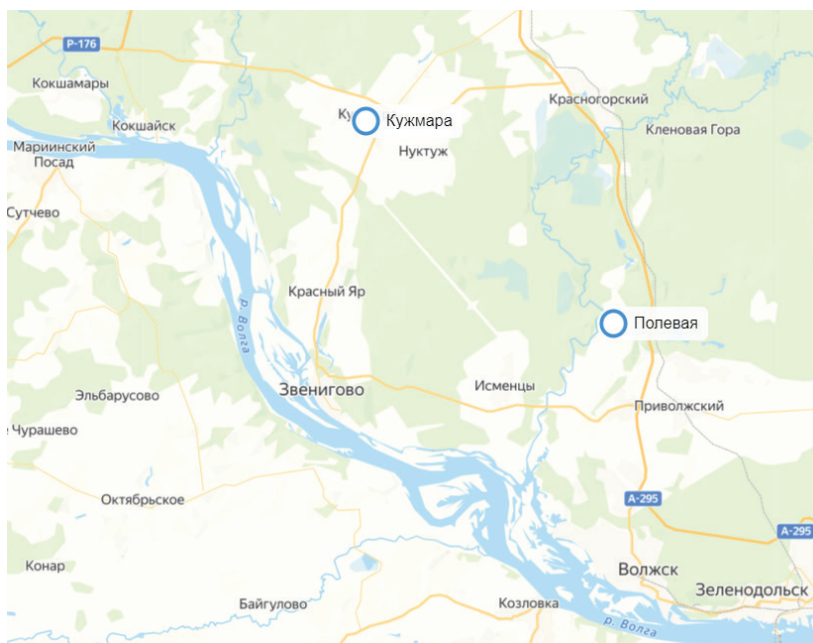 Р-176
Кокшамары
Кокшайск
Мариинский
Посад
Сутчево
Кужмара
Нуктуж
Красногорский
Кленовая Гора
Красный Яр
р. Волга
Полевая
Звенигово
Исменцы
Эльбарусово
Приволжский
е Чурашево
Октябрьское
А-295
А-295
Конар
Волжск
Зеленодольск
Байгулово
Козловка
р. Волга